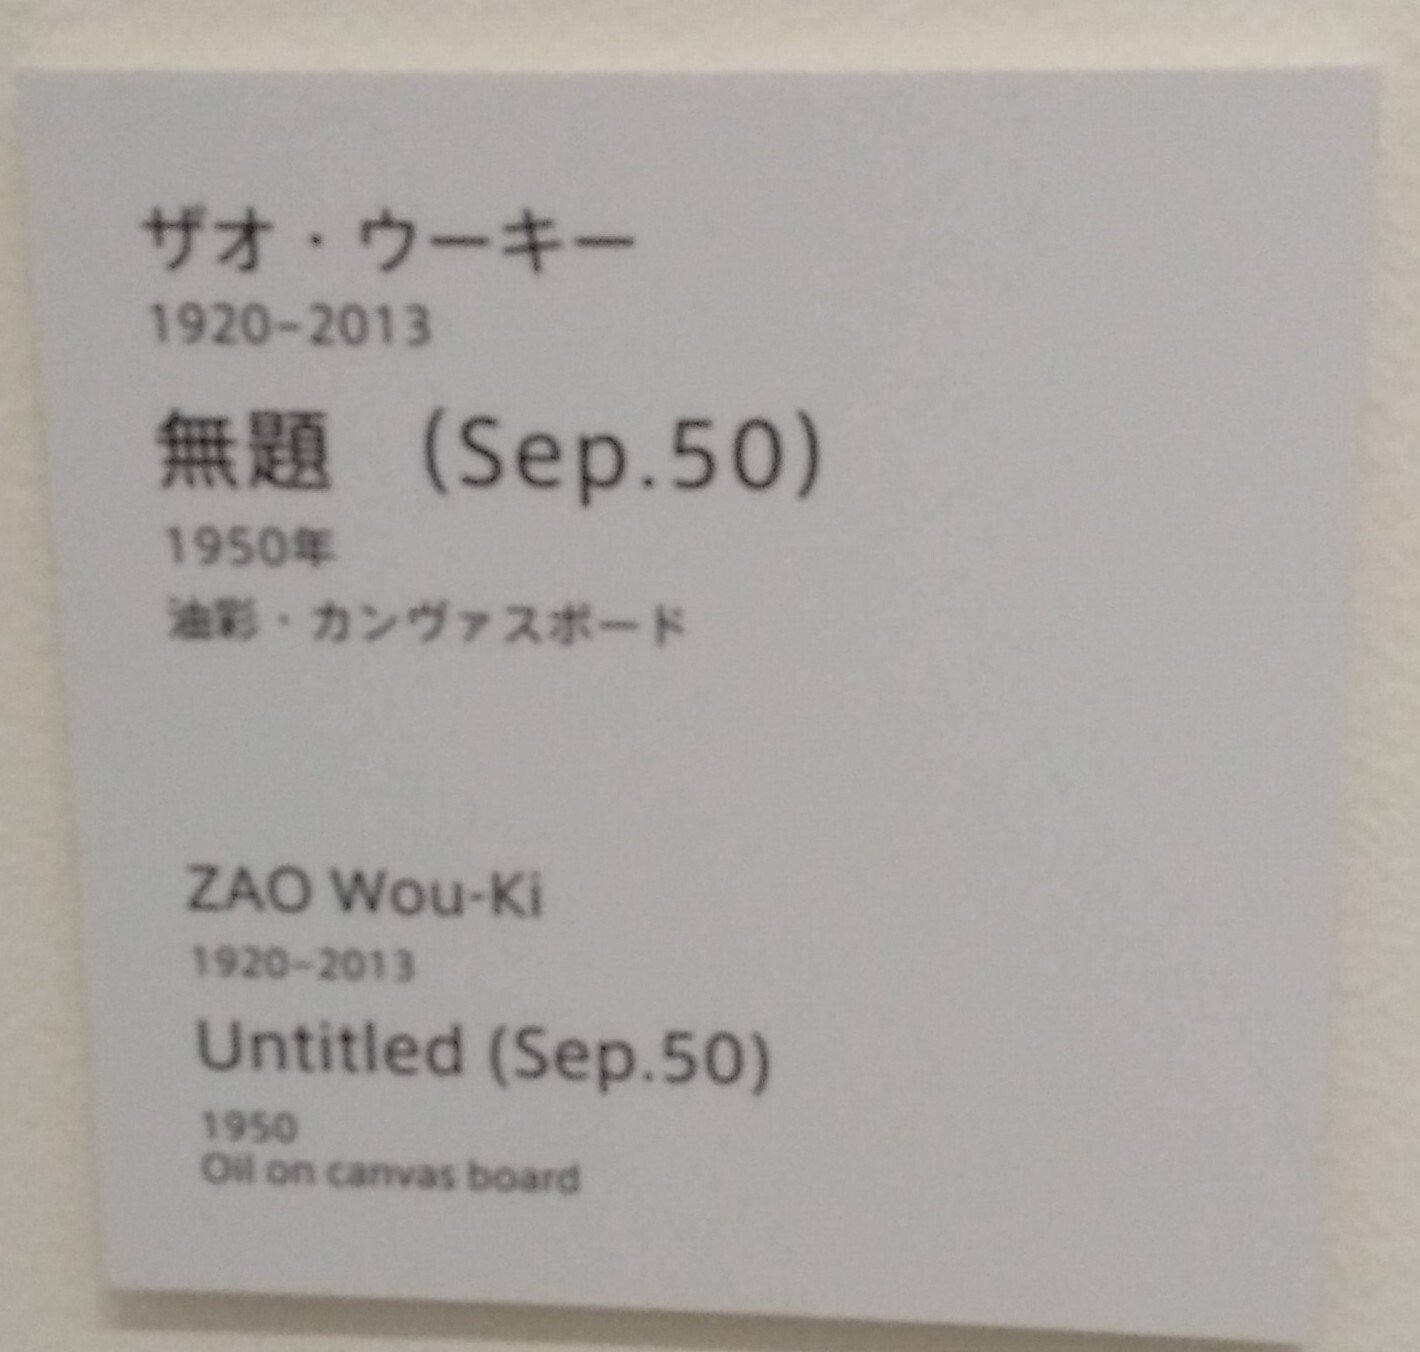 ザオ・ウーキー
1920–2013
無題 (Sep.50)
1950年
油彩・カンヴァスボード
ZAO Wou-Ki
1920–2013
Untitled (Sep.50)
1950
Oil on canvas board